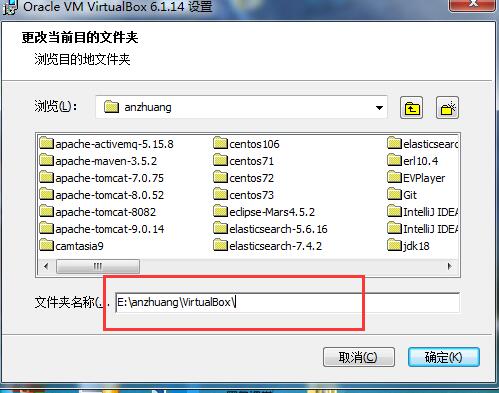 Oracle VM VirtualBox 6.1.14 设置
更改当前目的文件夹
浏览目的地文件夹
浏览(L):
anzhuang
apache-activemq-5.15.8
centos106
elasticsearch
apache-maven-3.5.2
centos71
erl10.4
apache-tomcat-7.0.75
centos72
EVPlayer
apache-tomcat-8.0.52
centos73
Git
apache-tomcat-8082
eclipse-Mars4.5.2
IntelliJ IDEA
apache-tomcat-9.0.14
elasticsearch-5.6.16
IntelliJ IDEA
camtasia9
elasticsearch-7.4.2
jdk18
文件夹名称(...
E:\anzhuang\VirtualBox\
取消(C)
确定(K)